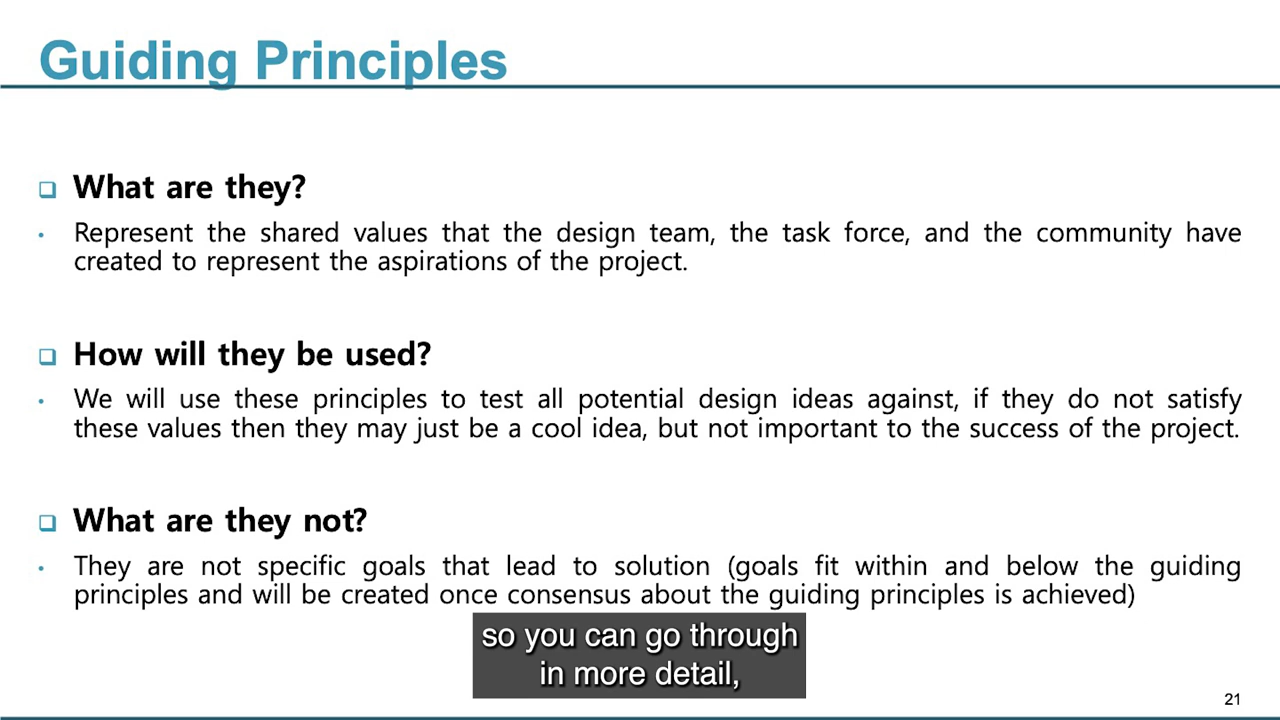 Guiding Principles
What are they?
Represent the shared values that the design team, the task force, and the community have
created to represent the aspirations of the project.
How will they be used?
We will use these principles to test all potential design ideas against, if they do not satisfy
these values then they may just be a cool idea, but not important to the success of the project.
What are they not?
They are not specific goals that lead to solution (goals fit within and below the guiding
principles and will be created once consensus about the guiding principles is achieved)
so you can go through
in more detail,
21